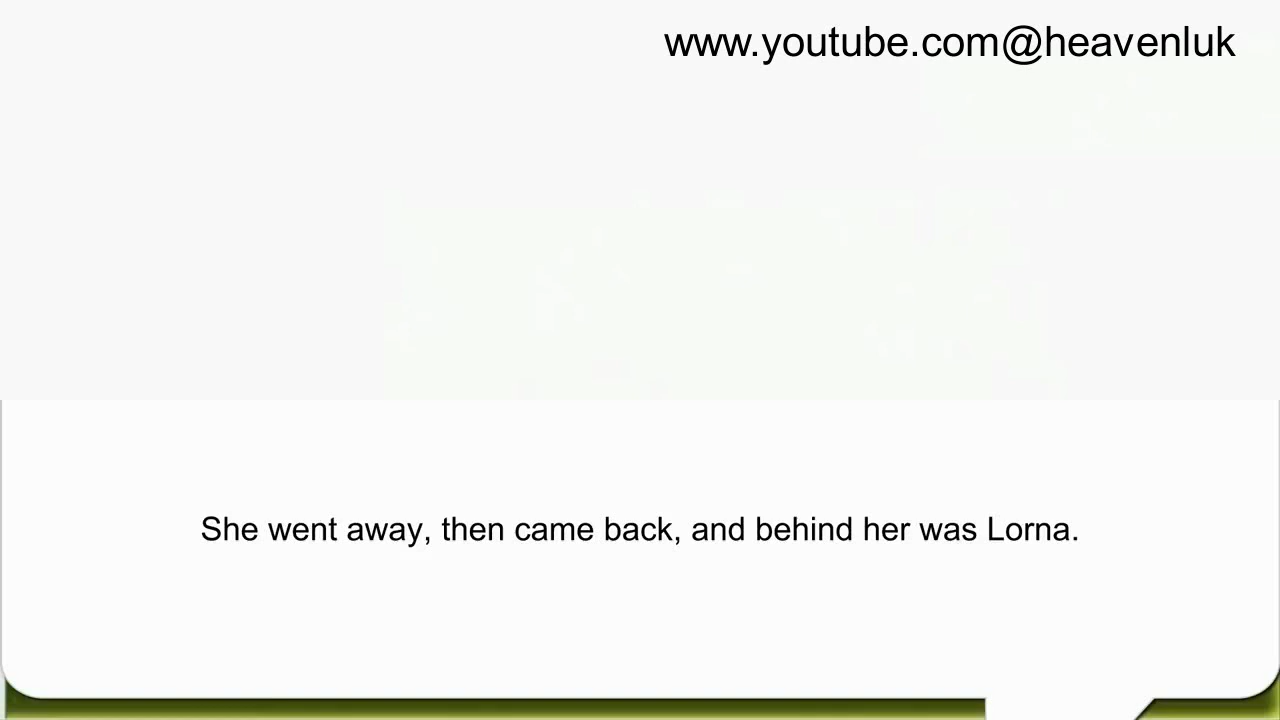 www.youtube.com@heavenluk
She went away, then came back, and behind her was Lorna.